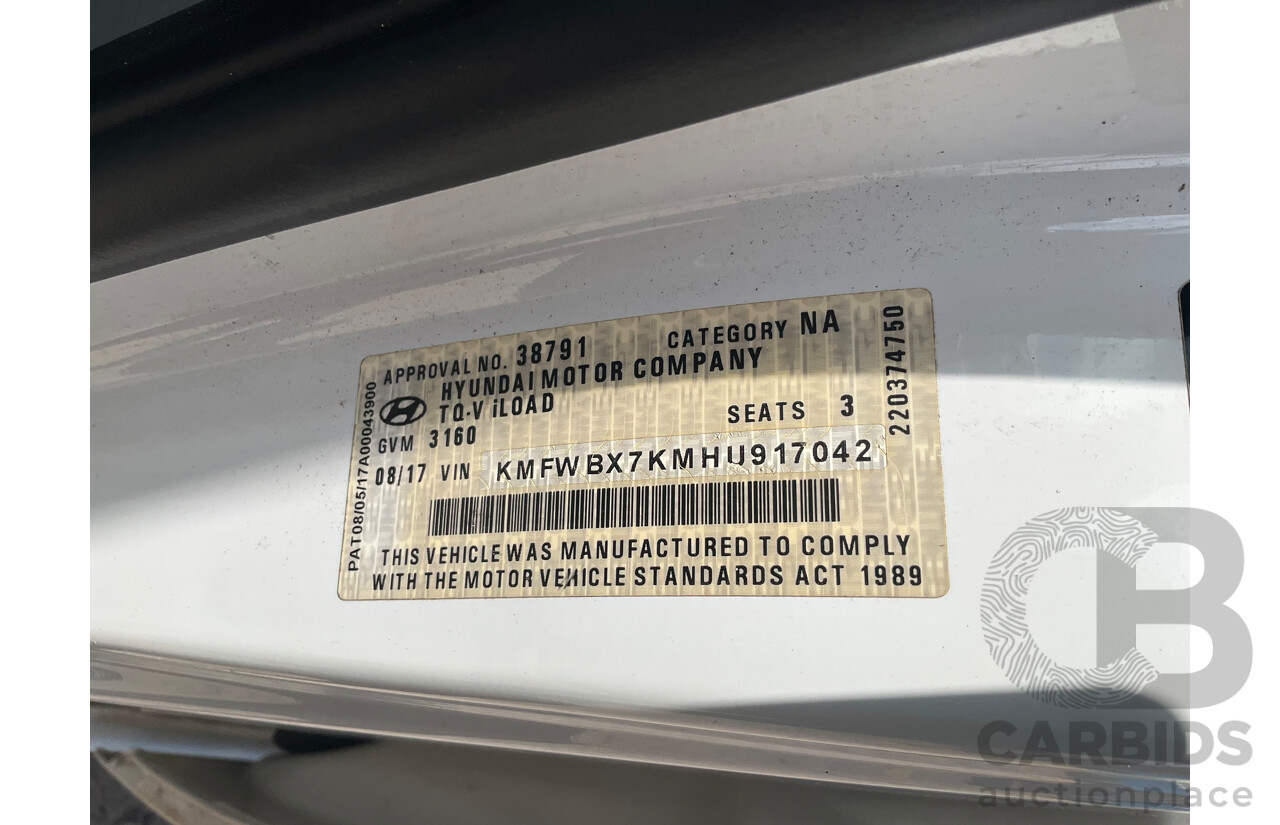 APPROVAL NO. 38791 CATEGORY NA
HYUNDAI MOTOR COMPANY
TQ-V iLOAD SEATS 3
GVM 3160
08/17 VIN KMFWBX7KMHU917042
THIS VEHICLE WAS MANUFACTURED TO COMPLY
WITH THE MOTOR VEHICLE STANDARDS ACT 1989
PAT08/05/17A00043900
220374750
CB
CARBIDS
auctionplace